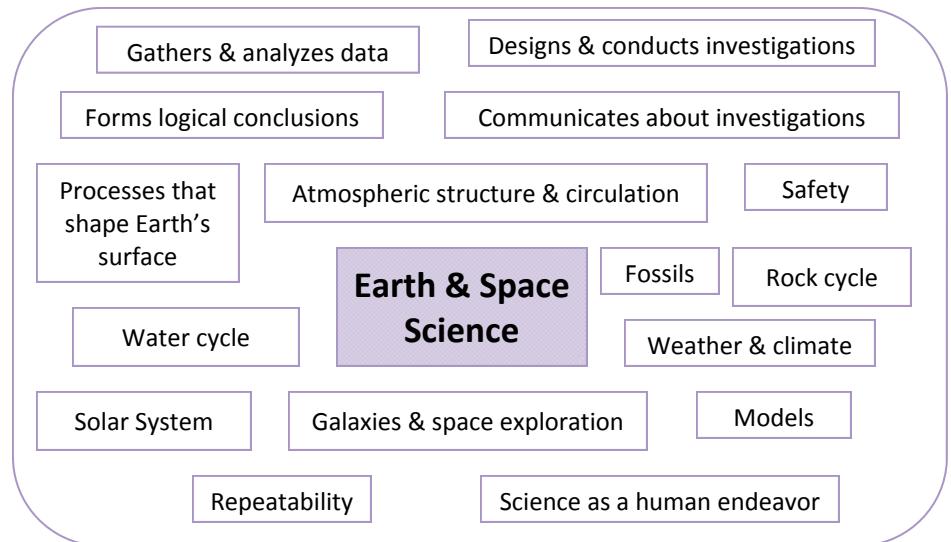 Gathers & analyzes data
Designs & conducts investigations
Forms logical conclusions
Communicates about investigations
Processes that
shape Earth’s
surface
Atmospheric structure & circulation
Safety
Earth & Space
Science
Fossils
Rock cycle
Water cycle
Weather & climate
Solar System
Galaxies & space exploration
Models
Repeatability
Science as a human endeavor